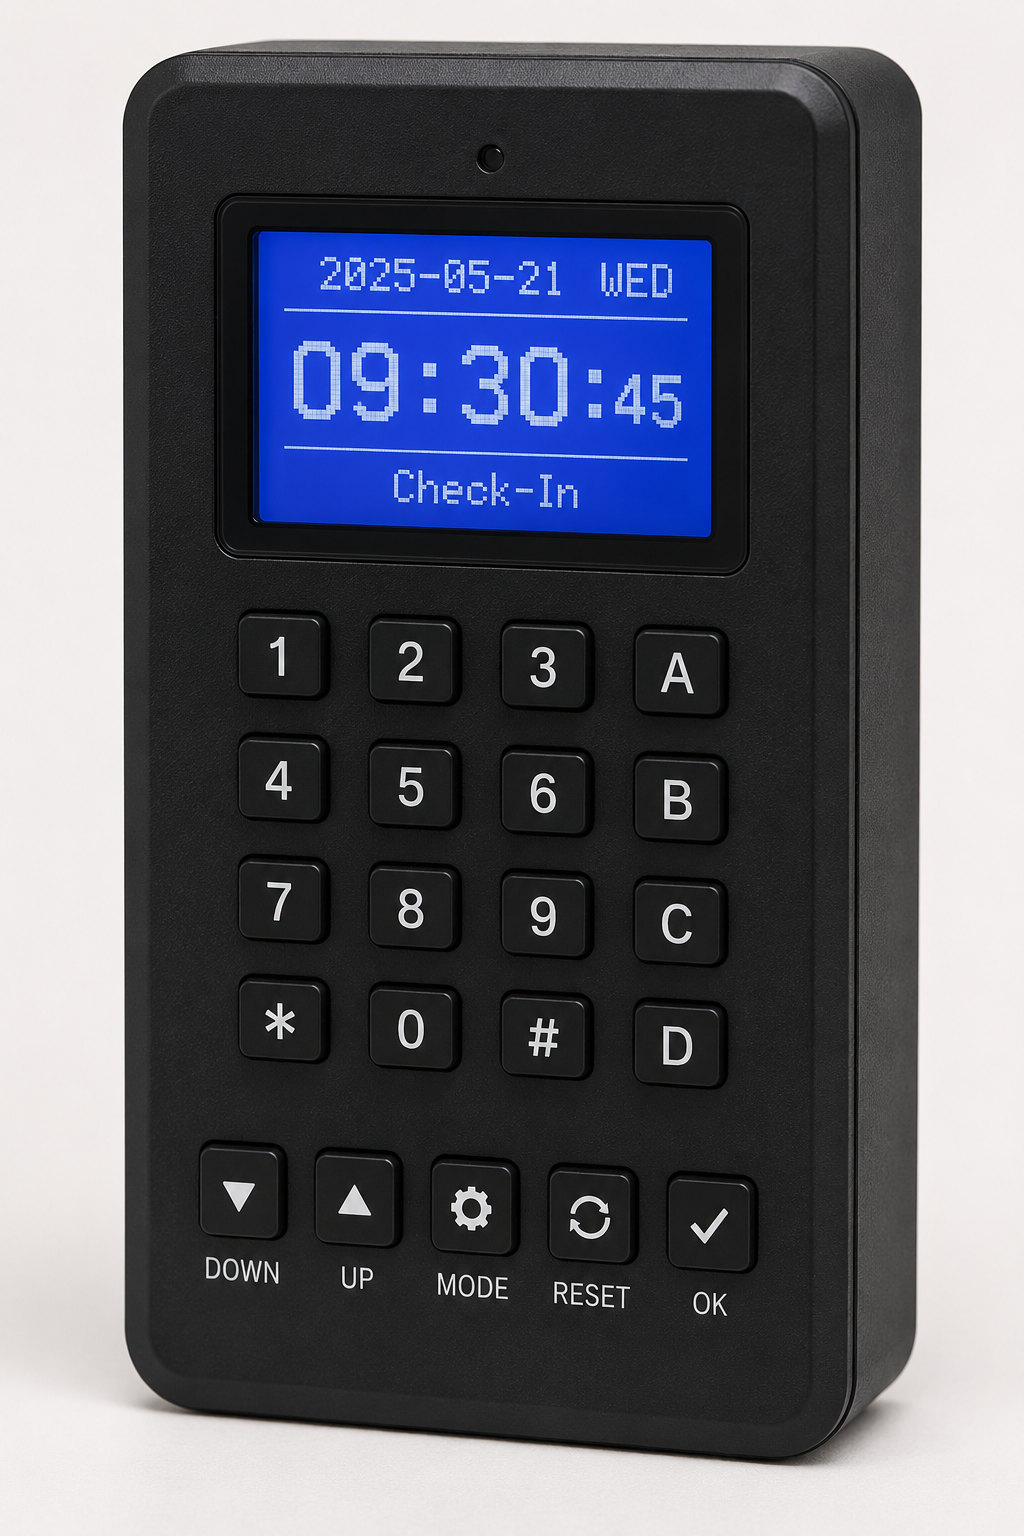 2025-05-21 WED
09:30:45
Check-In
1 2 3 A
4 5 6 B
7 8 9 C
* 0 # D
DOWN UP MODE RESET OK